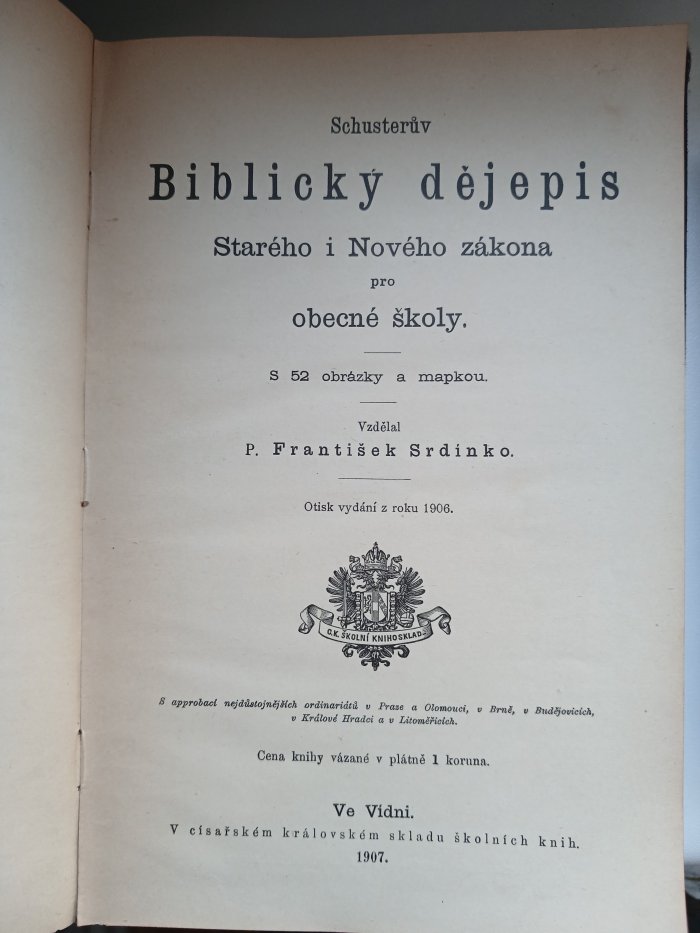 Schusterův
Biblický dějepis
Starého i Nového zákona
pro
obecné školy.
S 52 obrázky a mapkou.
Vzdělal
P. František Srdínko.
Otisk vydání z roku 1906.
C.K. ŠKOLNÍ KNIHOSKLAD.
S approbací nejdůstojnějších ordinariátů v Praze a Olomouci, v Brně, v Budějovicích,
v Králové Hradci a v Litoměřicích.
Cena knihy vázané v plátně 1 koruna.
Ve Vídni.
V císařském královském skladu školních knih.
1907.